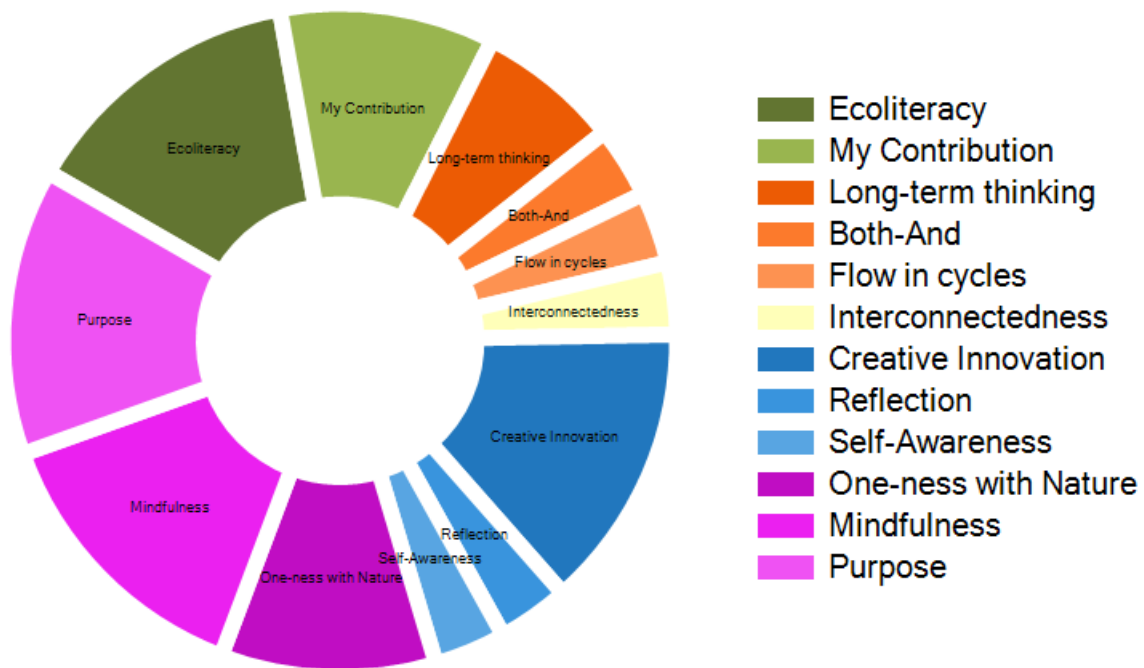 My Contribution
Ecoliteracy
Long-term thinking
Both-And
Flow in cycles
Interconnectedness
Purpose
Creative Innovation
Mindfulness
Reflection
Self-Awareness
One-ness with Nature
Ecoliteracy
My Contribution
Long-term thinking
Both-And
Flow in cycles
Interconnectedness
Creative Innovation
Reflection
Self-Awareness
One-ness with Nature
Mindfulness
Purpose